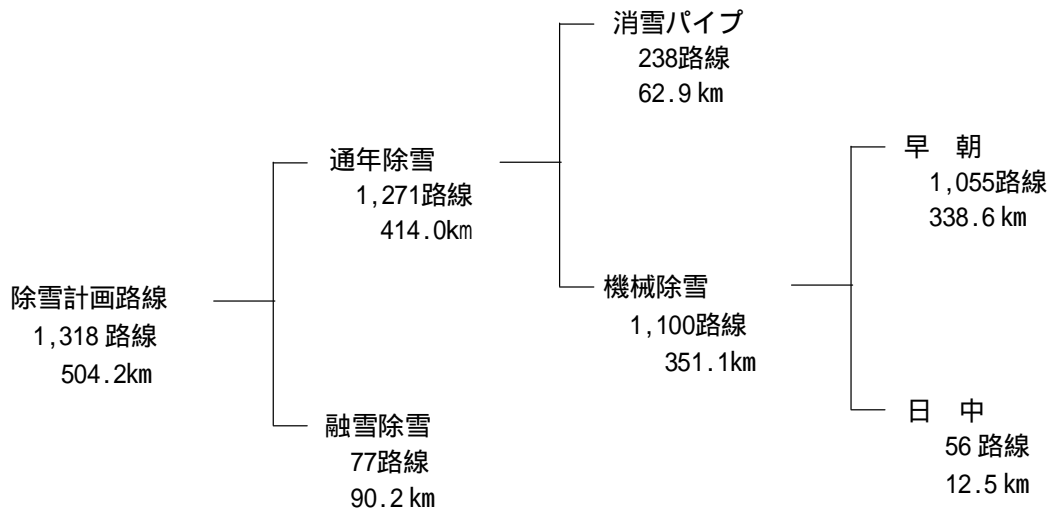 消雪パイプ
238路線
62.9 km
早 朝
1,055路線
338.6 km
通年除雪
1,271路線
414.0km
除雪計画路線
1,318 路線
504.2km
機械除雪
1,100路線
351.1km
融雪除雪
77路線
90.2 km
日 中
56 路線
12.5 km